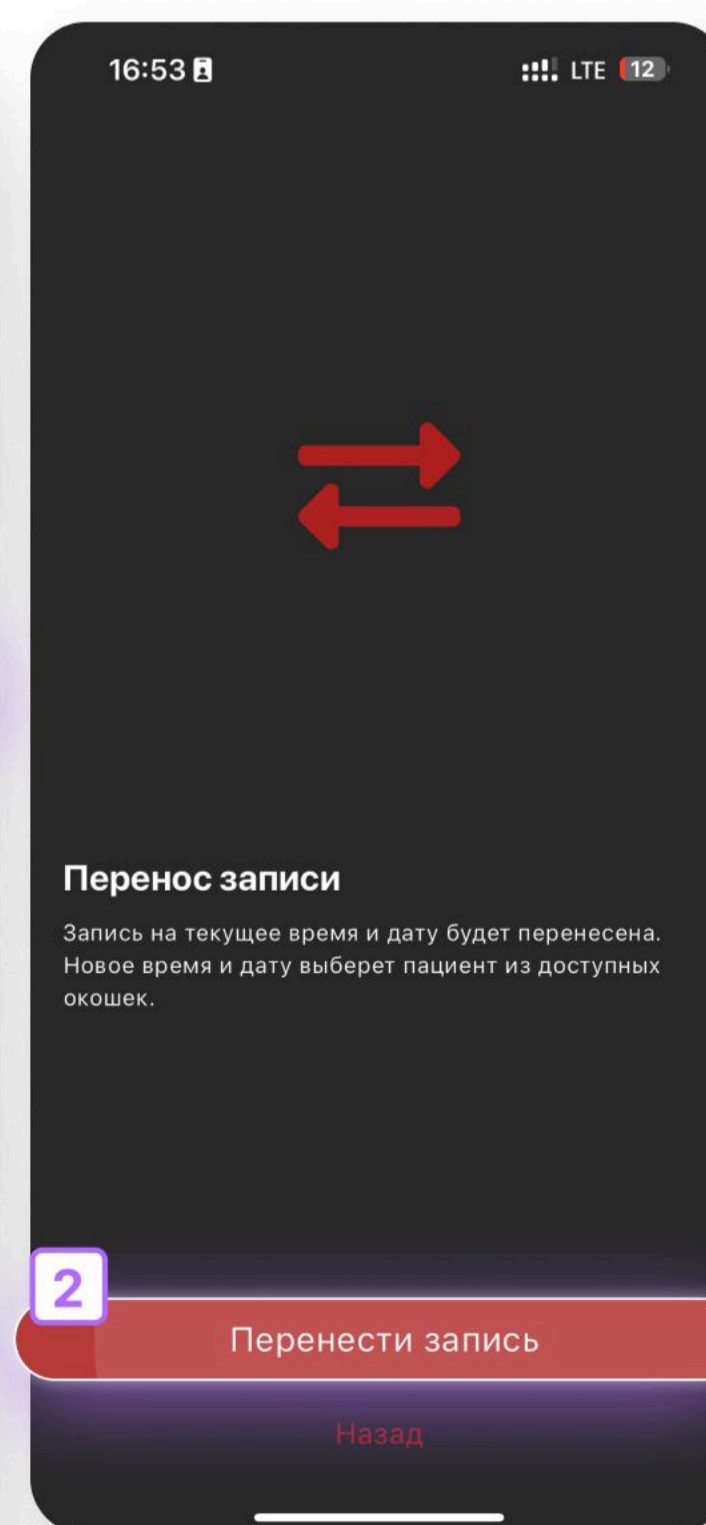 16:53
LTE 12
Перенос записи
Запись на текущее время и дату будет перенесена.
Новое время и дату выберет пациент из доступных
окошек.
2
Перенести запись
Назад